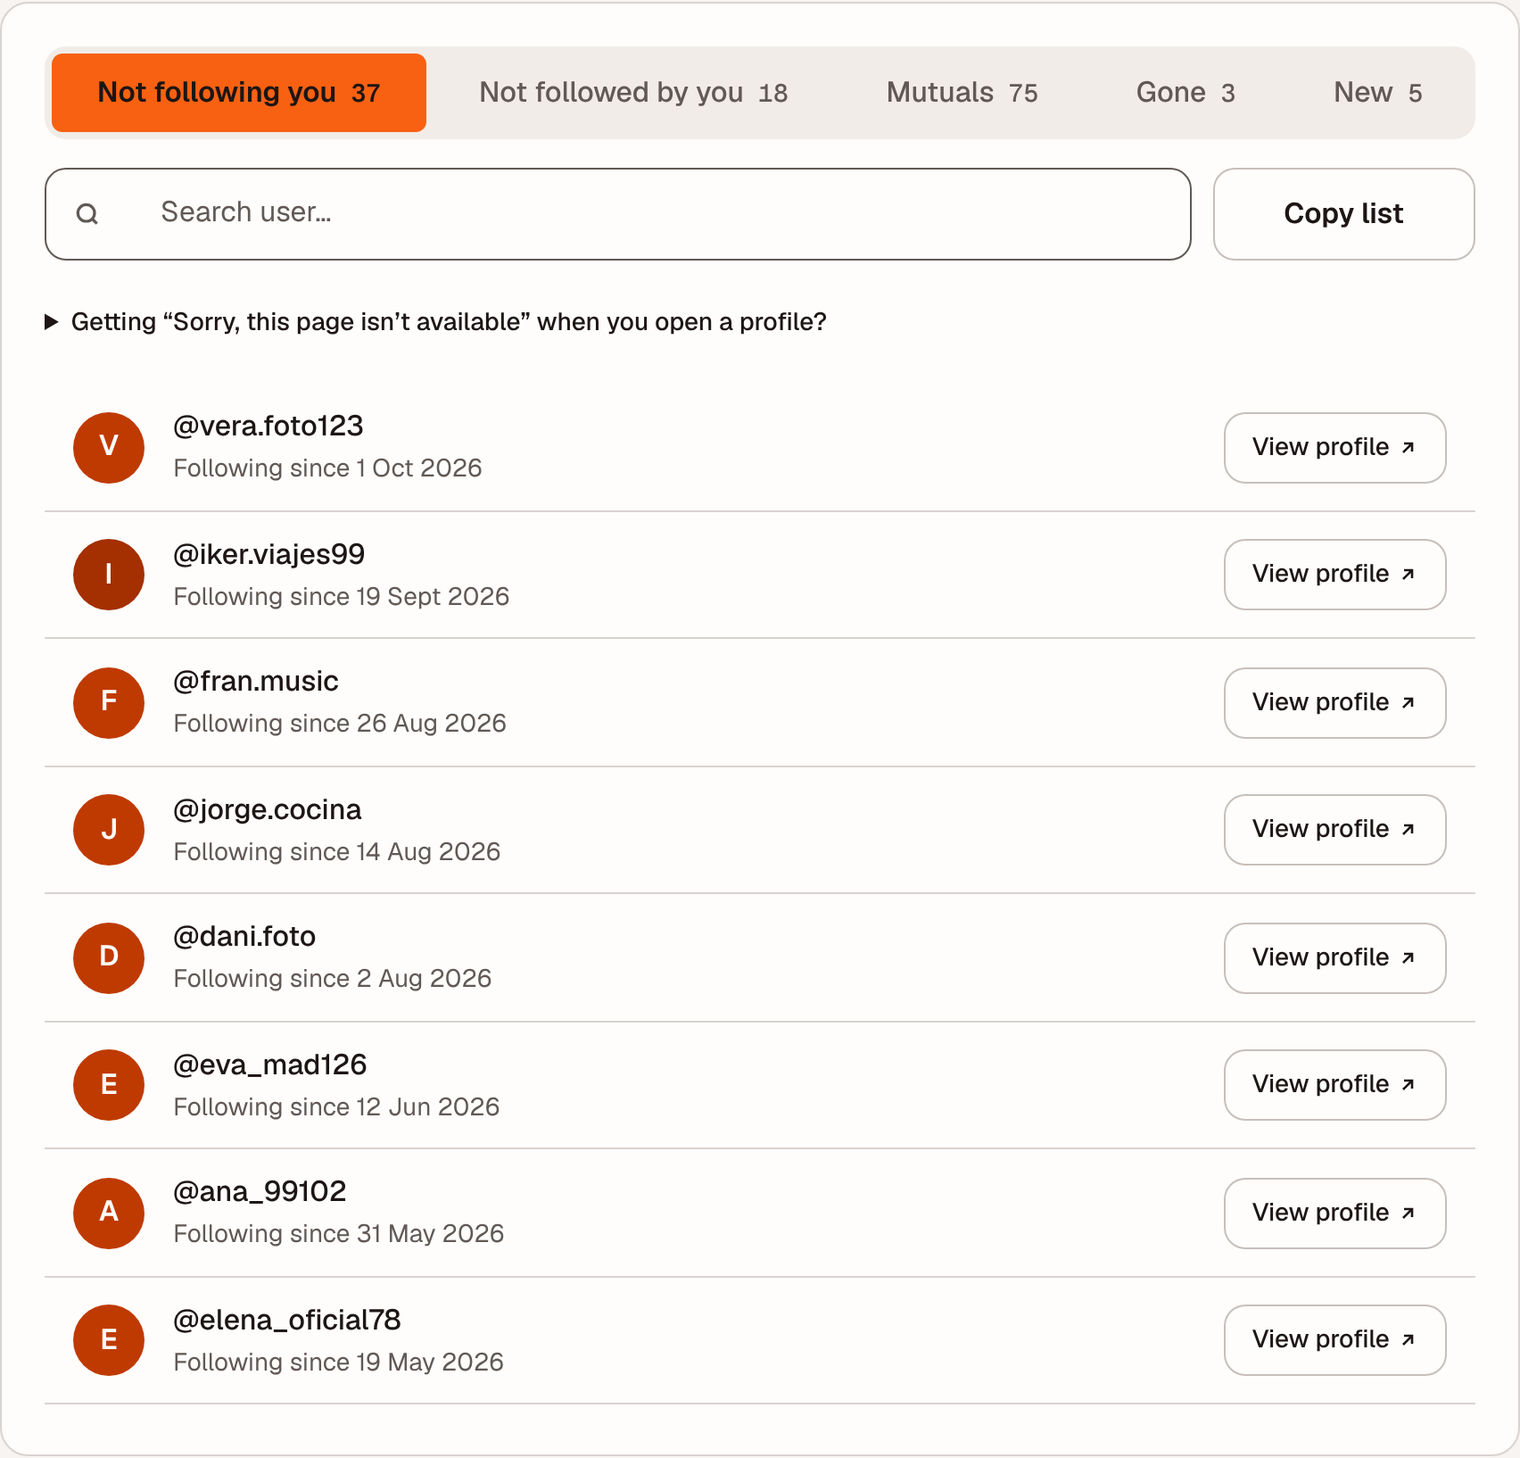 Not following you 37 Not followed by you 18 Mutuals 75 Gone 3 New 5
Search user... Copy list
Getting “Sorry, this page isn’t available” when you open a profile?
V @vera.foto123
Following since 1 Oct 2026
View profile
I @iker.viajes99
Following since 19 Sept 2026
View profile
F @fran.music
Following since 26 Aug 2026
View profile
J @jorge.cocina
Following since 14 Aug 2026
View profile
D @dani.foto
Following since 2 Aug 2026
View profile
E @eva_mad126
Following since 12 Jun 2026
View profile
A @ana_99102
Following since 31 May 2026
View profile
E @elena_oficial78
Following since 19 May 2026
View profile